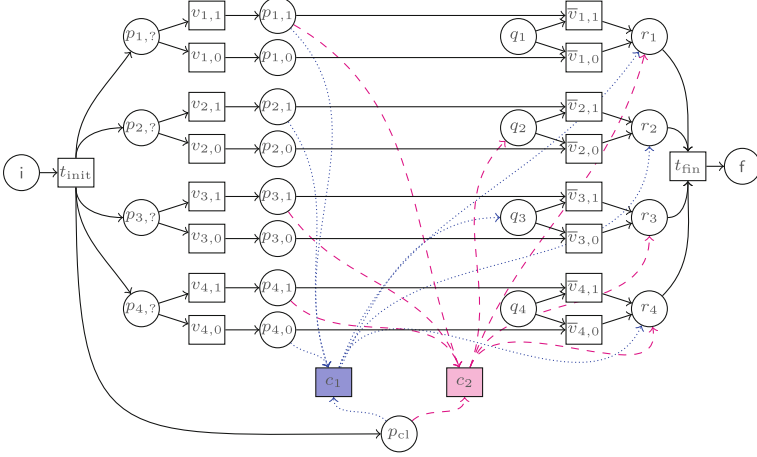 v1,1 p1,1 v̅1,1
p1,? q1 r1
v1,0 p1,0 v̅1,0
v2,1 p2,1 v̅2,1
p2,? q2 r2
v2,0 p2,0 v̅2,0
i tinit tfin f
v3,1 p3,1 v̅3,1
p3,? q3 r3
v3,0 p3,0 v̅3,0
v4,1 p4,1 v̅4,1
p4,? q4 r4
v4,0 p4,0 v̅4,0
c1 c2
pcl